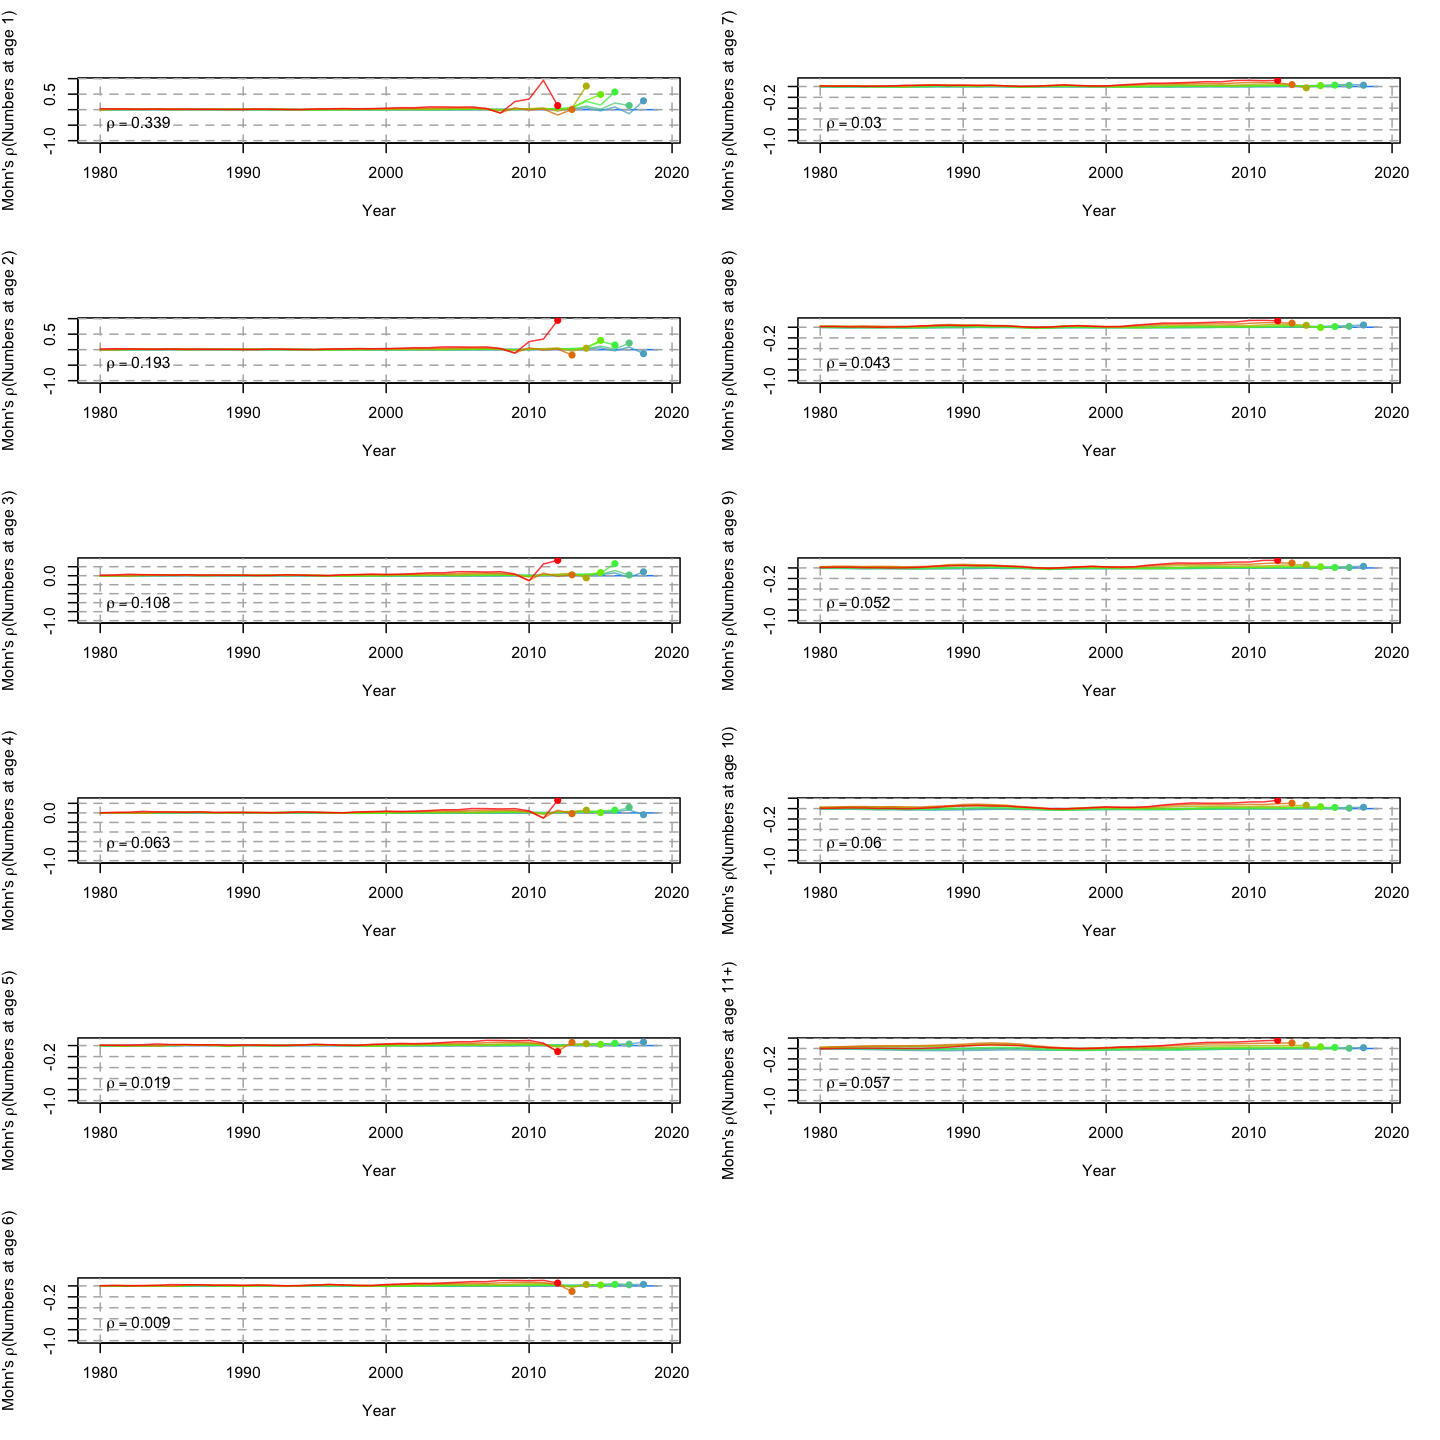 Mohn's ρ(Numbers at age 1)
0.5
-1.0
ρ = 0.339
1980 1990 2000 2010 2020
Year
Mohn's ρ(Numbers at age 2)
0.5
-1.0
ρ = 0.193
1980 1990 2000 2010 2020
Year
Mohn's ρ(Numbers at age 3)
0.0
-1.0
ρ = 0.108
1980 1990 2000 2010 2020
Year
Mohn's ρ(Numbers at age 4)
0.0
-1.0
ρ = 0.063
1980 1990 2000 2010 2020
Year
Mohn's ρ(Numbers at age 5)
-0.2
-1.0
ρ = 0.019
1980 1990 2000 2010 2020
Year
Mohn's ρ(Numbers at age 6)
-0.2
-1.0
ρ = 0.009
1980 1990 2000 2010 2020
Year
Mohn's ρ(Numbers at age 7)
-0.2
-1.0
ρ = 0.03
1980 1990 2000 2010 2020
Year
Mohn's ρ(Numbers at age 8)
-0.2
-1.0
ρ = 0.043
1980 1990 2000 2010 2020
Year
Mohn's ρ(Numbers at age 9)
-0.2
-1.0
ρ = 0.052
1980 1990 2000 2010 2020
Year
Mohn's ρ(Numbers at age 10)
-0.2
-1.0
ρ = 0.06
1980 1990 2000 2010 2020
Year
Mohn's ρ(Numbers at age 11+)
-0.2
-1.0
ρ = 0.057
1980 1990 2000 2010 2020
Year